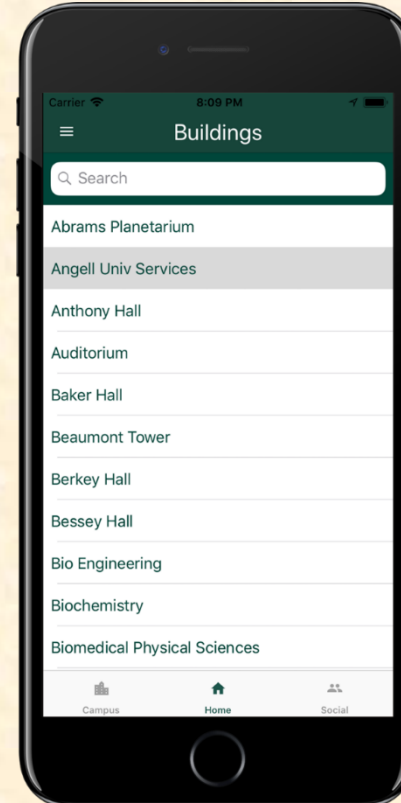 Carrier 8:09 PM
Buildings
Search
Abrams Planetarium
Angell Univ Services
Anthony Hall
Auditorium
Baker Hall
Beaumont Tower
Berkey Hall
Bessey Hall
Bio Engineering
Biochemistry
Biomedical Physical Sciences
Campus Home Social